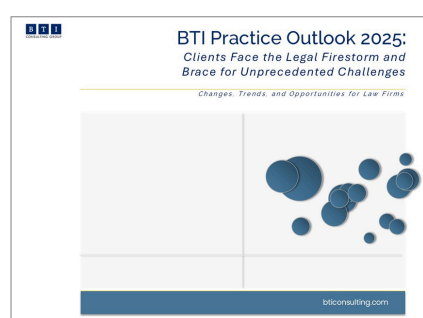 BTI
CONSULTING GROUP
BTI Practice Outlook 2025:
Clients Face the Legal Firestorm and
Brace for Unprecedented Challenges
Changes, Trends, and Opportunities for Law Firms
bticonsulting.com